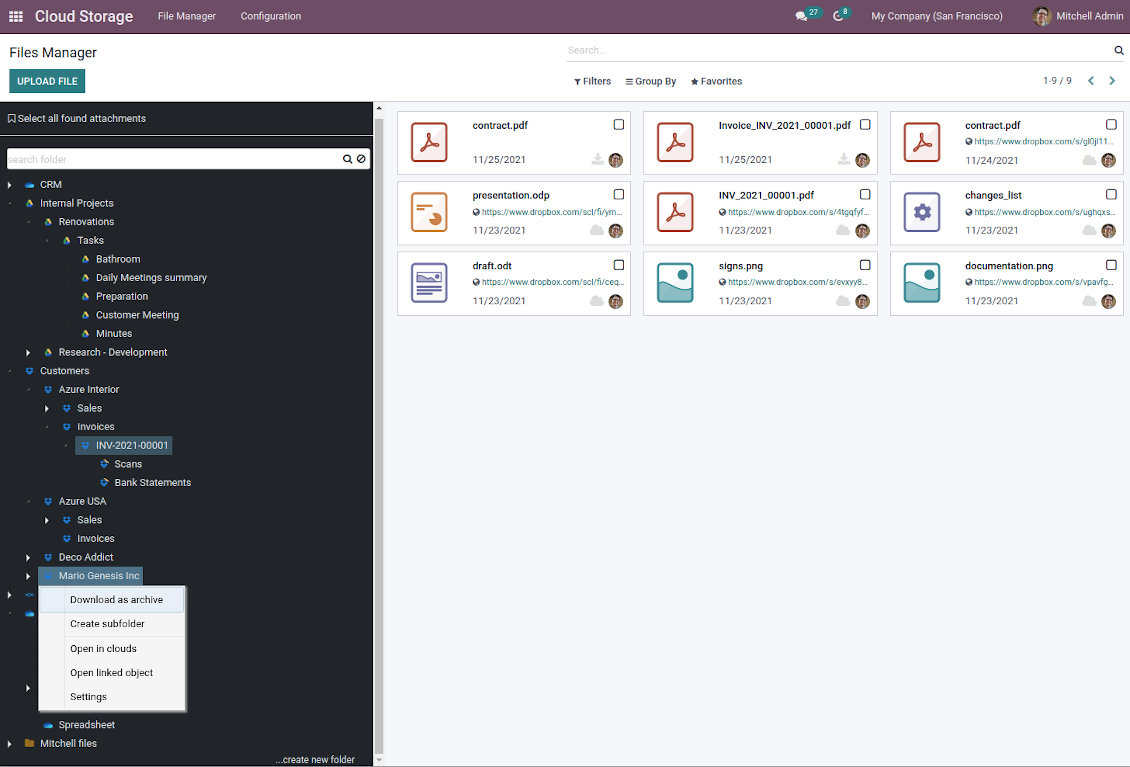 Cloud Storage File Manager Configuration 27 8 My Company (San Francisco) Mitchell Admin
Files Manager
Search...
UPLOAD FILE
Filters Group By Favorites 1-9 / 9
Select all found attachments
search folder
CRM
Internal Projects
Renovations
Tasks
Bathroom
Daily Meetings summary
Preparation
Customer Meeting
Minutes
Research - Development
Customers
Azure Interior
Sales
Invoices
INV-2021-00001
Scans
Bank Statements
Azure USA
Sales
Invoices
Deco Addict
Mario Genesis Inc
Download as archive
Create subfolder
Open in clouds
Open linked object
Settings
Spreadsheet
Mitchell files
...create new folder
contract.pdf
11/25/2021
Invoice_INV_2021_00001.pdf
11/25/2021
contract.pdf
https://www.dropbox.com/s/gl0jl11...
11/24/2021
presentation.odp
https://www.dropbox.com/scl/fi/ym...
11/23/2021
INV_2021_00001.pdf
https://www.dropbox.com/s/4tgqfyf...
11/23/2021
changes_list
https://www.dropbox.com/s/ughqxs...
11/23/2021
draft.odt
https://www.dropbox.com/scl/fi/ceq...
11/23/2021
signs.png
https://www.dropbox.com/s/evxyy8...
11/23/2021
documentation.png
https://www.dropbox.com/s/vpavfg...
11/23/2021